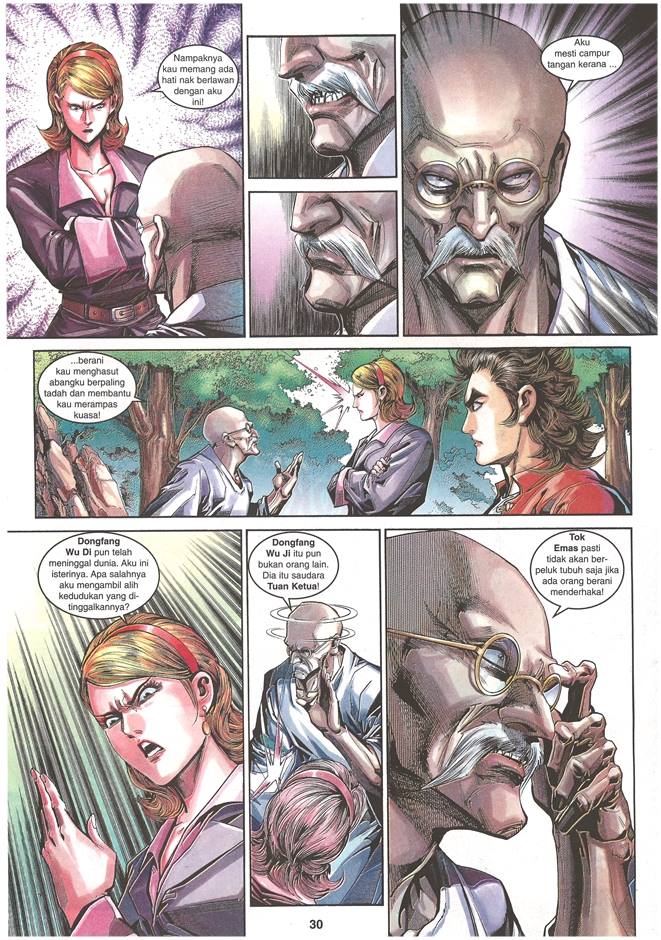 Nampaknya
kau memang ada
hati nak berlawan
dengan aku
ini!
Aku
mesti campur
tangan kerana ...
...berani
kau menghasut
abangku berpaling
tadah dan membantu
kau merampas
kuasa!
Dongfang
Wu Di pun telah
meninggal dunia. Aku ini
isterinya. Apa salahnya
aku mengambil alih
kedudukan yang di-
tinggalkannya?
Dongfang
Wu Ji itu pun
bukan orang lain.
Dia itu saudara
Tuan Ketua!
Tok
Emas pasti
tidak akan ber-
peluk tubuh saja jika
ada orang berani
menderhaka!
30